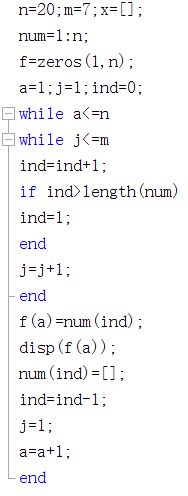 n=20;m=7;x=[];
num=1:n;
f=zeros(1,n);
a=1;j=1;ind=0;
while a<=n
while j<=m
ind=ind+1;
if ind>length(num)
ind=1;
end
j=j+1;
end
f(a)=num(ind);
disp(f(a));
num(ind)=[];
ind=ind-1;
j=1;
a=a+1;
end